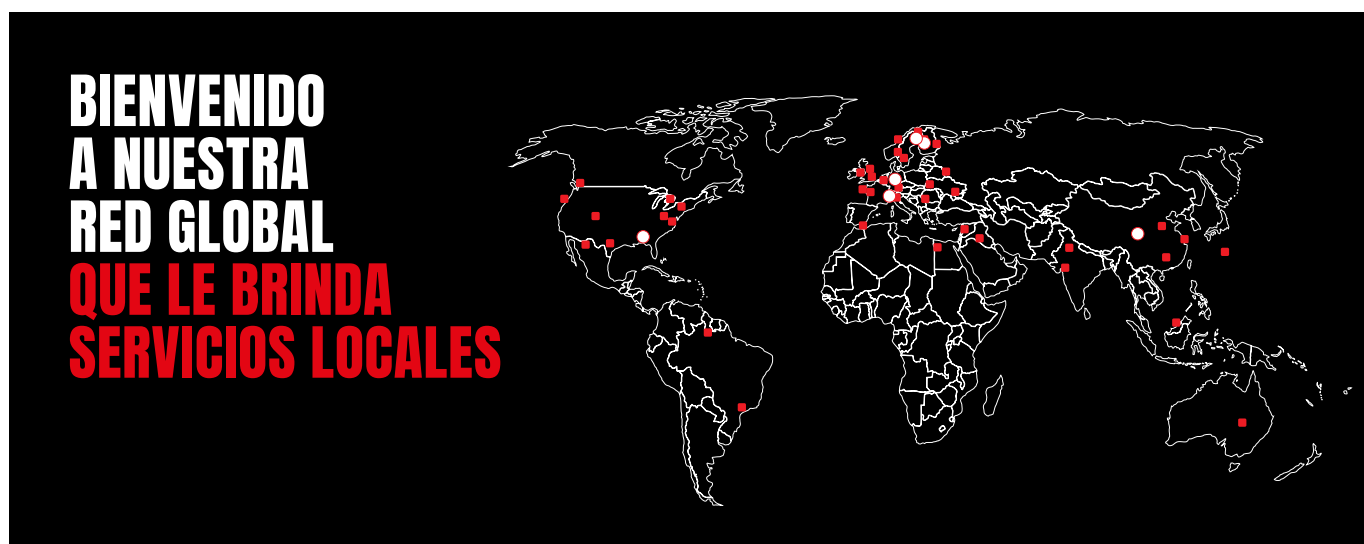 BIENVENIDO
A NUESTRA
RED GLOBAL
QUE LE BRINDA
SERVICIOS LOCALES